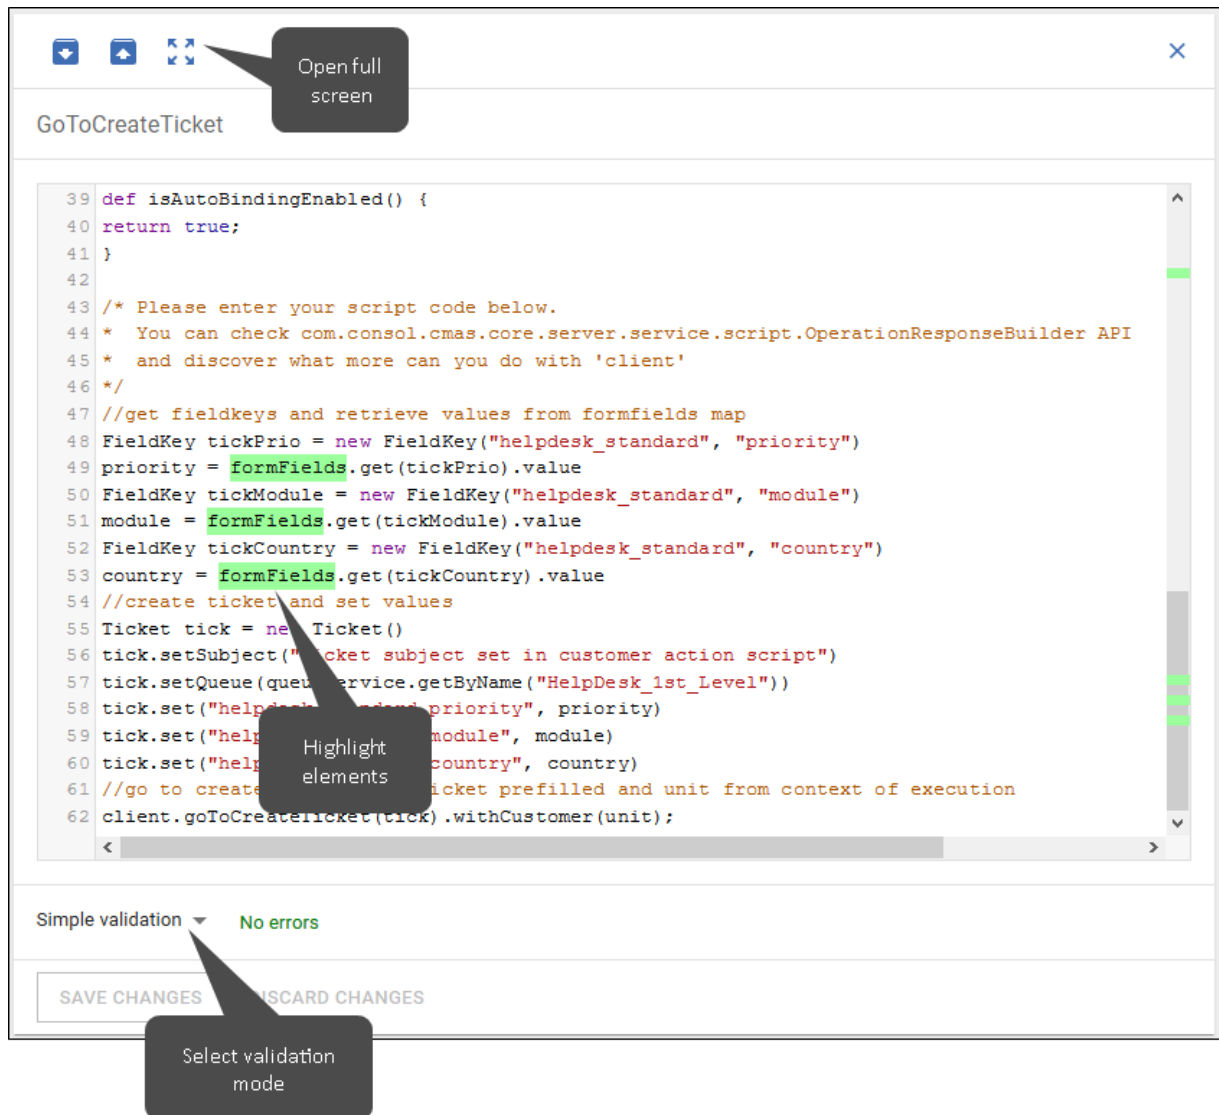 Open full
screen
GoToCreateTicket
39 def isAutoBindingEnabled() {
40 return true;
41 }
42
43 /* Please enter your script code below.
44 *  You can check com.consol.cmas.core.server.service.script.OperationResponseBuilder API
45 *  and discover what more can you do with 'client'
46 */
47 //get fieldkeys and retrieve values from formfields map
48 FieldKey tickPrio = new FieldKey("helpdesk_standard", "priority")
49 priority = formFields.get(tickPrio).value
50 FieldKey tickModule = new FieldKey("helpdesk_standard", "module")
51 module = formFields.get(tickModule).value
52 FieldKey tickCountry = new FieldKey("helpdesk_standard", "country")
53 country = formFields.get(tickCountry).value
54 //create ticket and set values
55 Ticket tick = new Ticket()
56 tick.setSubject("Ticket subject set in customer action script")
57 tick.setQueue(queueService.getByName("HelpDesk_1st_Level"))
58 tick.set("helpdesk_standard.priority", priority)
59 tick.set("help module", module)
60 tick.set("help country", country)
61 //go to create icket prefilled and unit from context of execution
62 client.goToCreateTicket(tick).withCustomer(unit);
Highlight
elements
Simple validation
No errors
SAVE CHANGES
DISCARD CHANGES
Select validation
mode